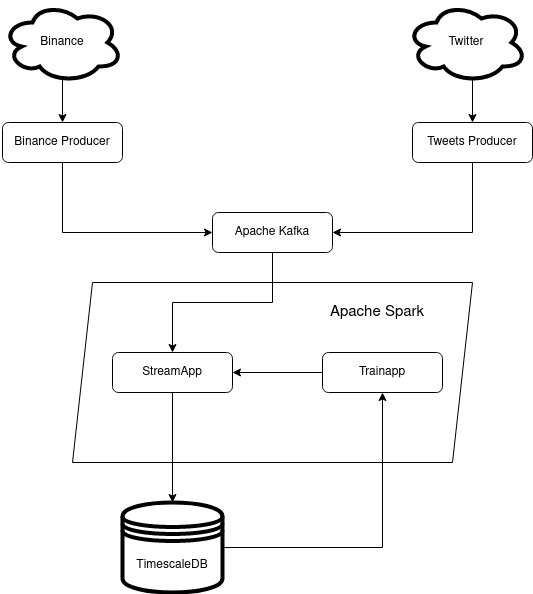 Binance
Twitter
Binance Producer
Tweets Producer
Apache Kafka
Apache Spark
StreamApp
Trainapp
TimescaleDB